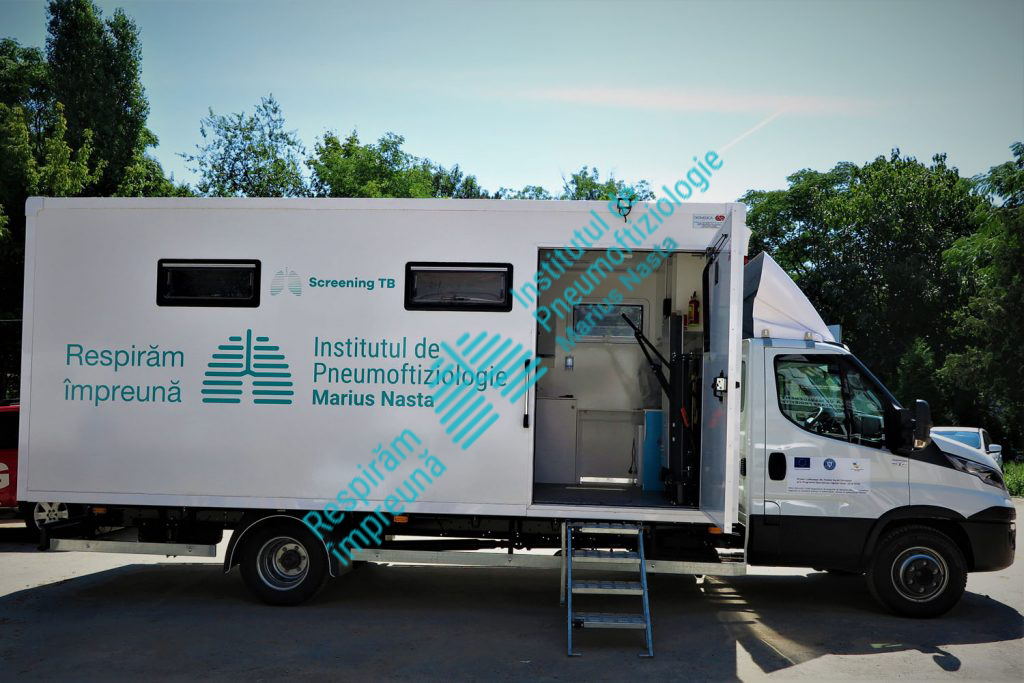 Screening TB
Respirăm
împreună
Institutul de
Pneumoftiziologie
Marius Nasta
Institutul de
Pneumoftiziologie
Marius Nasta
Respirăm
împreună